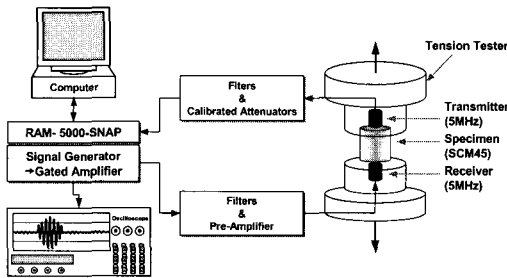 Computer
RAM- 5000-SNAP
Signal Generator
→Gated Amplifier
Oscilloscope
Filters
&
Calibrated Attenuators
Filters
&
Pre-Amplifier
Tension Tester
Transmitter
(5MHz)
Specimen
(SCM45)
Receiver
(5MHz)